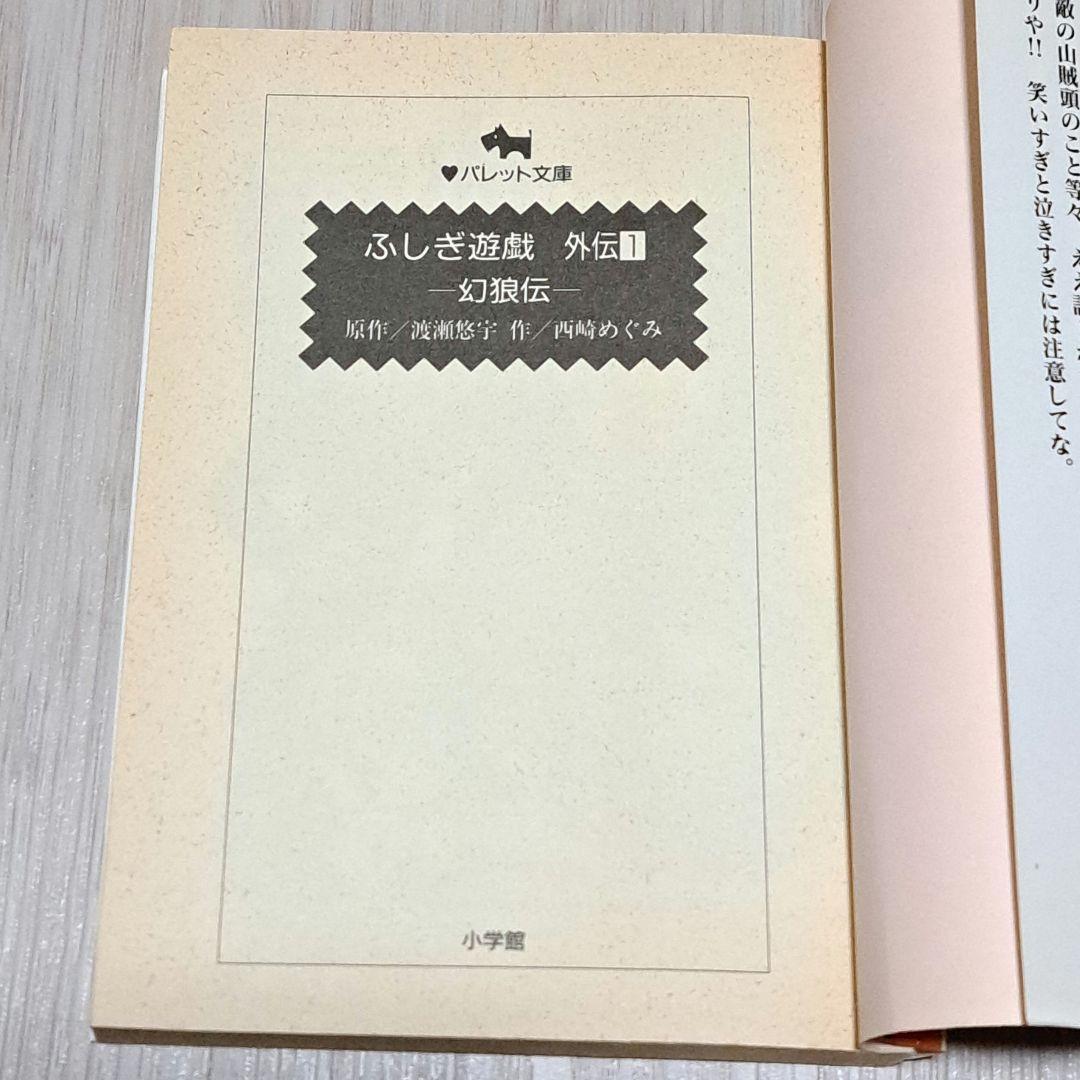 ♥パレット文庫
ふしぎ遊戯 外伝1
―幻狼伝―
原作／渡瀬悠宇 作／西崎めぐみ
小学館
敵の山賊頭のこと等々
りや!! 笑いすぎと泣きすぎには注意してな。